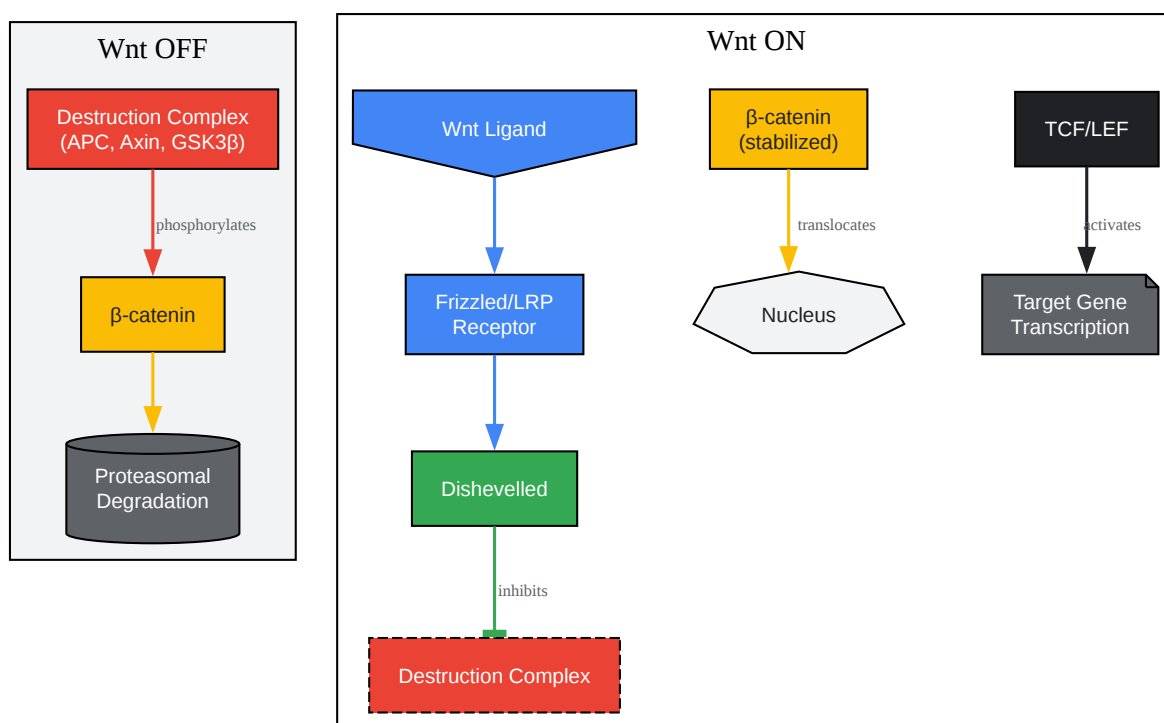 Wnt OFF
Destruction Complex
(APC, Axin, GSK3β)
phosphorylates
β-catenin
Proteasomal
Degradation
Wnt ON
Wnt Ligand
Frizzled/LRP
Receptor
Dishevelled
inhibits
Destruction Complex
β-catenin
(stabilized)
translocates
Nucleus
TCF/LEF
activates
Target Gene
Transcription